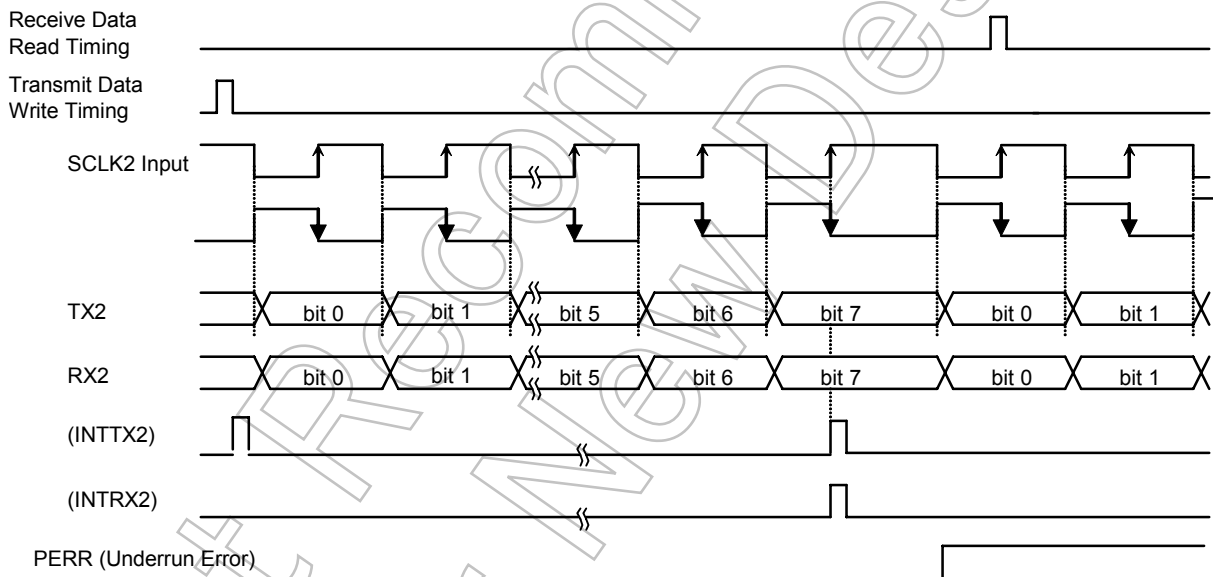 Receive Data
Read Timing
Transmit Data
Write Timing
SCLK2 Input
TX2
bit 0 bit 1 bit 5 bit 6 bit 7 bit 0 bit 1
RX2
bit 0 bit 1 bit 5 bit 6 bit 7 bit 0 bit 1
(INTTX2)
(INTRX2)
PERR (Underrun Error)